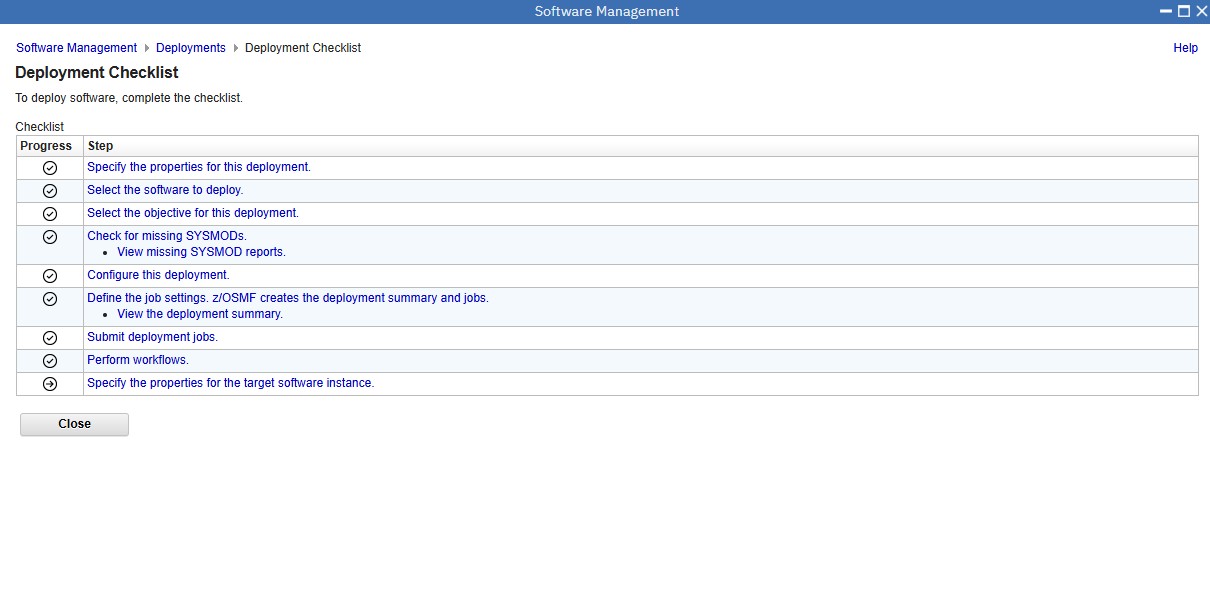 Software Management
Software Management Deployments Deployment Checklist Help
Deployment Checklist
To deploy software, complete the checklist.
Checklist
Progress Step
Specify the properties for this deployment.
Select the software to deploy.
Select the objective for this deployment.
Check for missing SYSMODs.
• View missing SYSMOD reports.
Configure this deployment.
Define the job settings. z/OSMF creates the deployment summary and jobs.
• View the deployment summary.
Submit deployment jobs.
Perform workflows.
Specify the properties for the target software instance.
Close